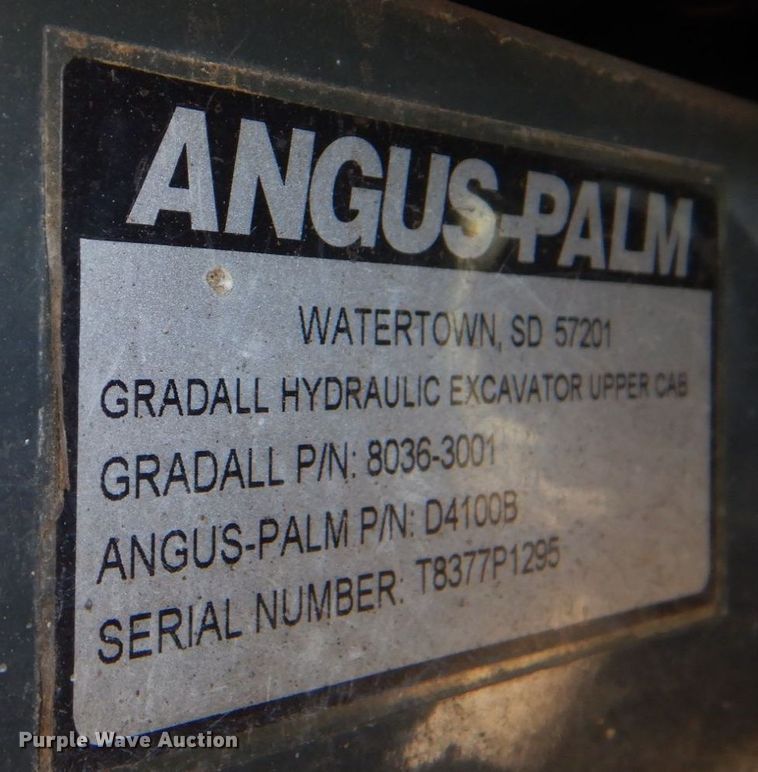 ANGUS-PALM
WATERTOWN, SD 57201
GRADALL HYDRAULIC EXCAVATOR UPPER CAB
GRADALL P/N: 8036-3001
ANGUS-PALM P/N: D4100B
SERIAL NUMBER: T8377P1295
Purple Wave Auction